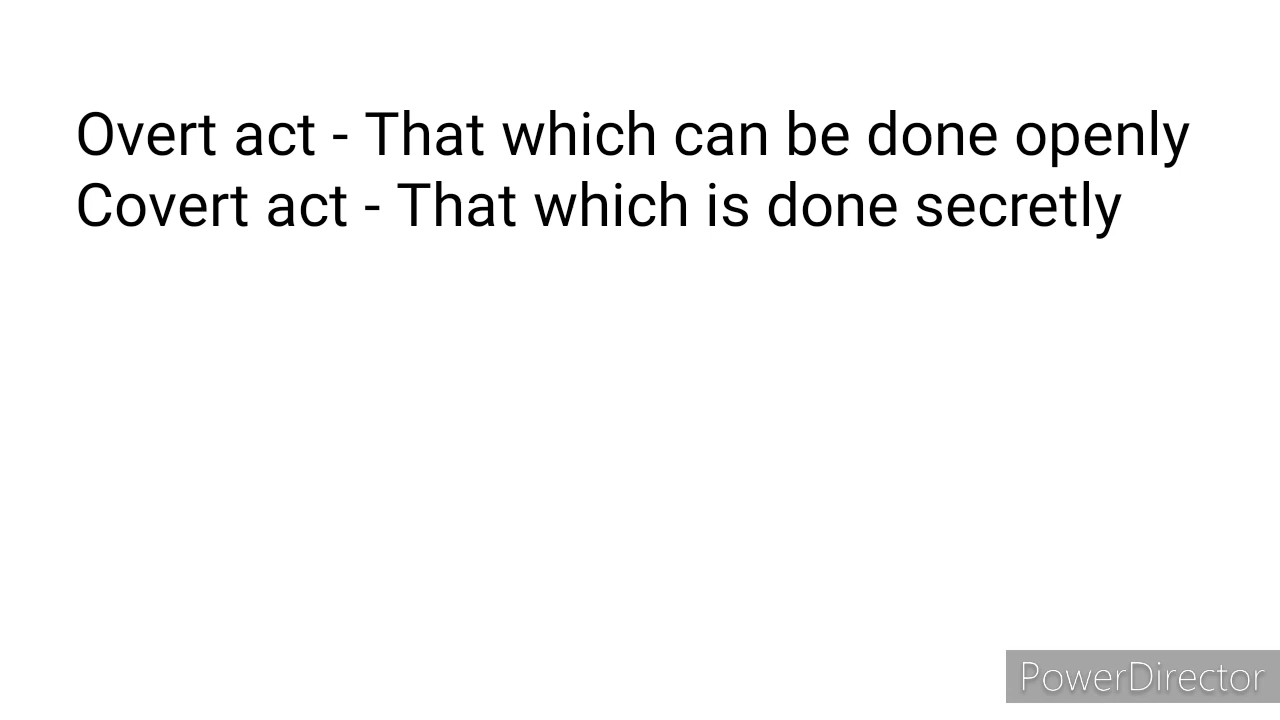 Overt act - That which can be done openly
Covert act - That which is done secretly
PowerDirector